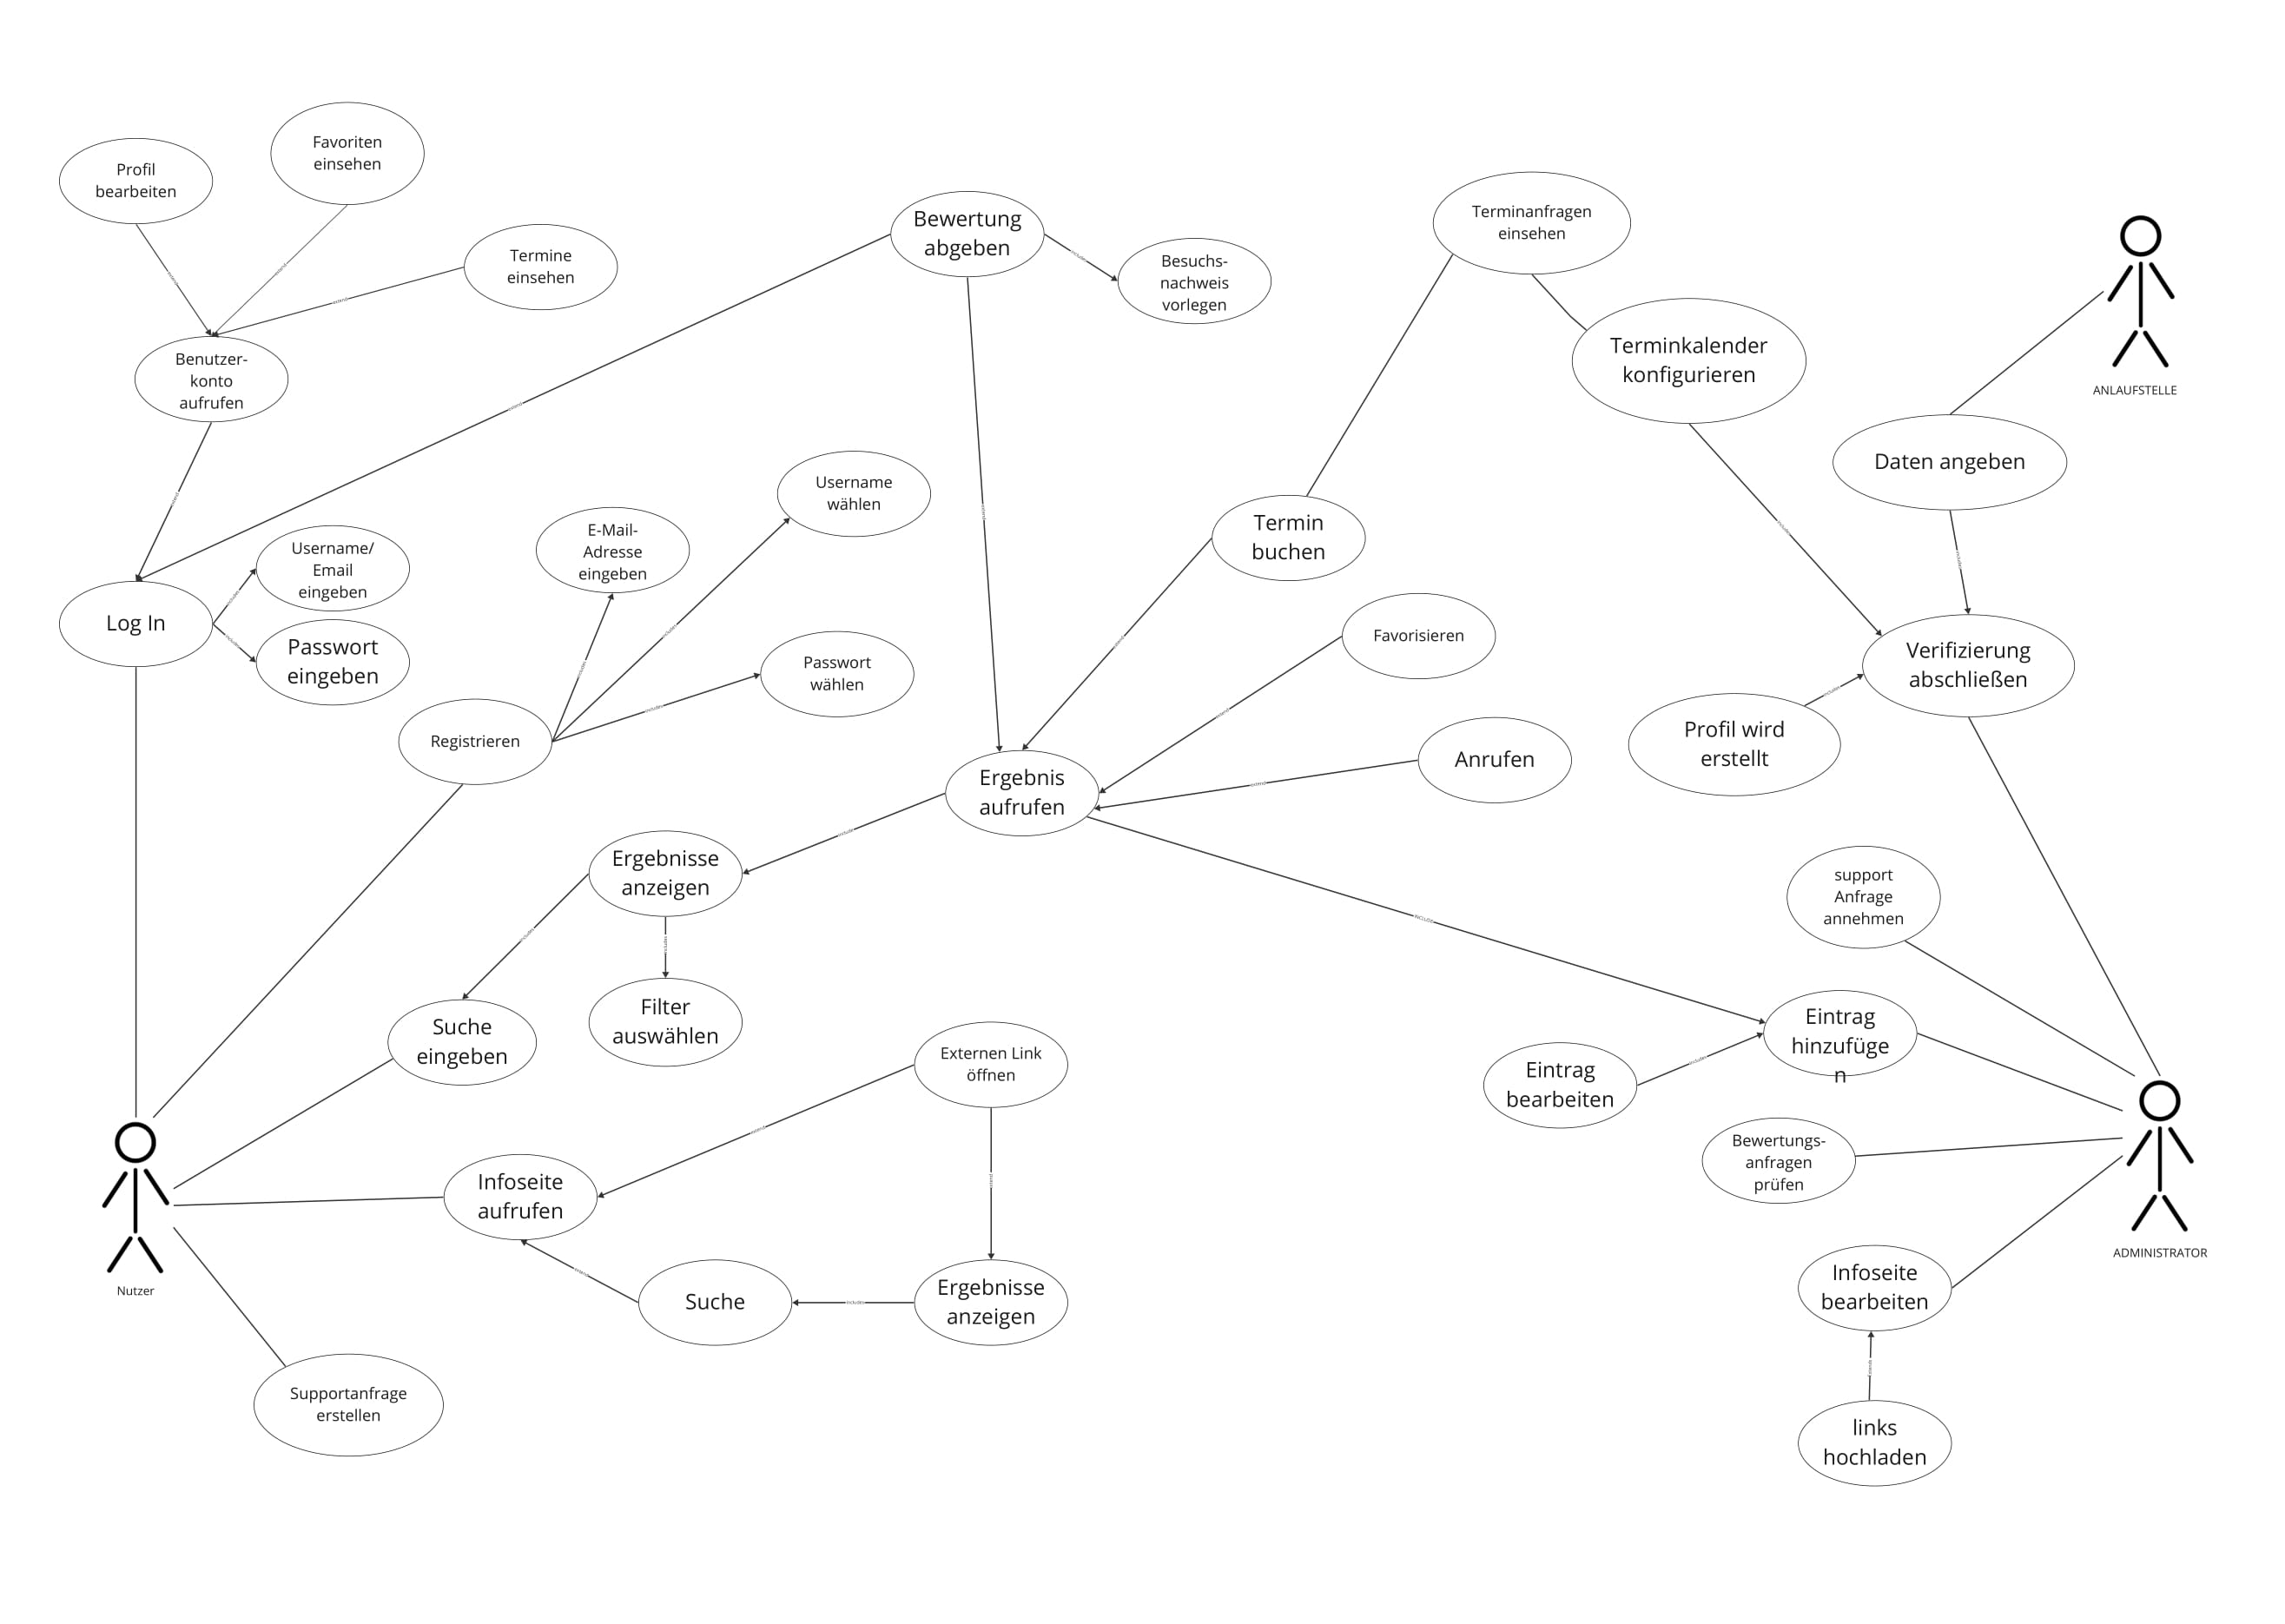 Favoriten
einsehen
Profil
bearbeiten
Termine
einsehen
Benutzer-
konto
aufrufen
Bewertung
abgeben
Besuchs-
nachweis
vorlegen
Terminanfragen
einsehen
Terminkalender
konfigurieren
ANLAUFSTELLE
Daten angeben
Username
wählen
E-Mail-
Adresse
eingeben
Username/
Email
eingeben
Log In
Passwort
eingeben
Passwort
wählen
Registrieren
Termin
buchen
Favorisieren
Anrufen
Verifizierung
abschließen
Profil wird
erstellt
Ergebnis
aufrufen
Ergebnisse
anzeigen
Filter
auswählen
Suche
eingeben
support
Anfrage
annehmen
Eintrag
hinzufüge
n
Eintrag
bearbeiten
Bewertungs-
anfragen
prüfen
ADMINISTRATOR
Externen Link
öffnen
Infoseite
aufrufen
Nutzer
Suche
includes
Ergebnisse
anzeigen
Infoseite
bearbeiten
Supportanfrage
erstellen
links
hochladen